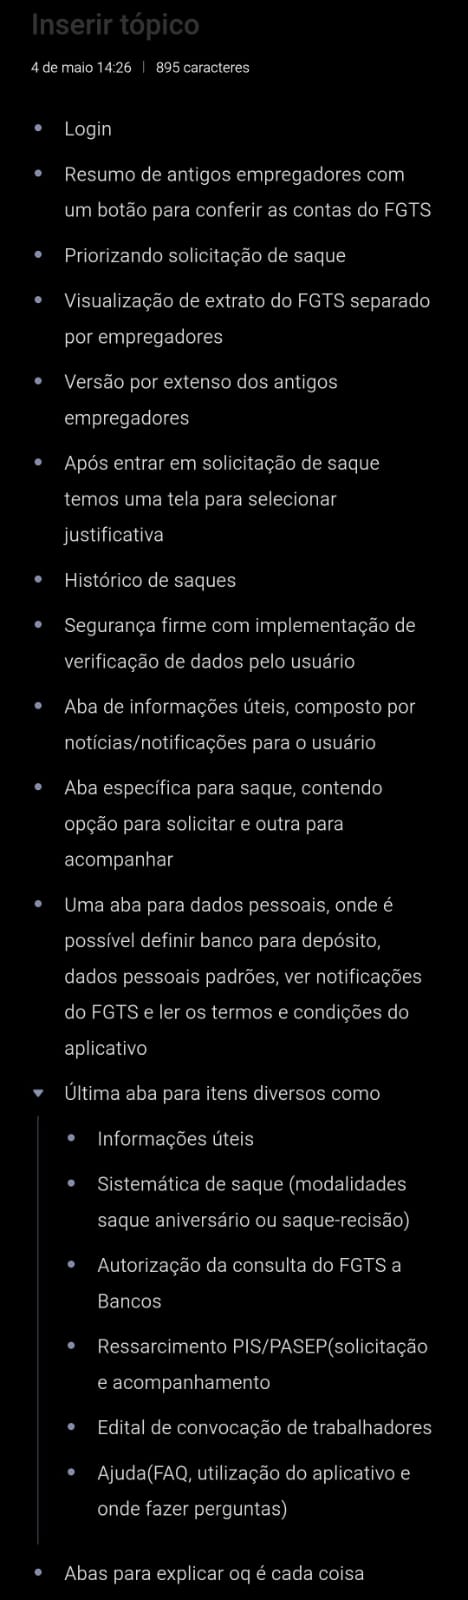 Inserir tópico
4 de maio 14:26 | 895 caracteres
Login
Resumo de antigos empregadores com
um botão para conferir as contas do FGTS
Priorizando solicitação de saque
Visualização de extrato do FGTS separado
por empregadores
Versão por extenso dos antigos
empregadores
Após entrar em solicitação de saque
temos uma tela para selecionar
justificativa
Histórico de saques
Segurança firme com implementação de
verificação de dados pelo usuário
Aba de informações úteis, composto por
notícias/notificações para o usuário
Aba específica para saque, contendo
opção para solicitar e outra para
acompanhar
Uma aba para dados pessoais, onde é
possível definir banco para depósito,
dados pessoais padrões, ver notificações
do FGTS e ler os termos e condições do
aplicativo
Última aba para itens diversos como
Informações úteis
Sistemática de saque (modalidades
saque aniversário ou saque-recisão)
Autorização da consulta do FGTS a
Bancos
Ressarcimento PIS/PASEP(solicitação
e acompanhamento
Edital de convocação de trabalhadores
Ajuda(FAQ, utilização do aplicativo e
onde fazer perguntas)
Abas para explicar oq é cada coisa